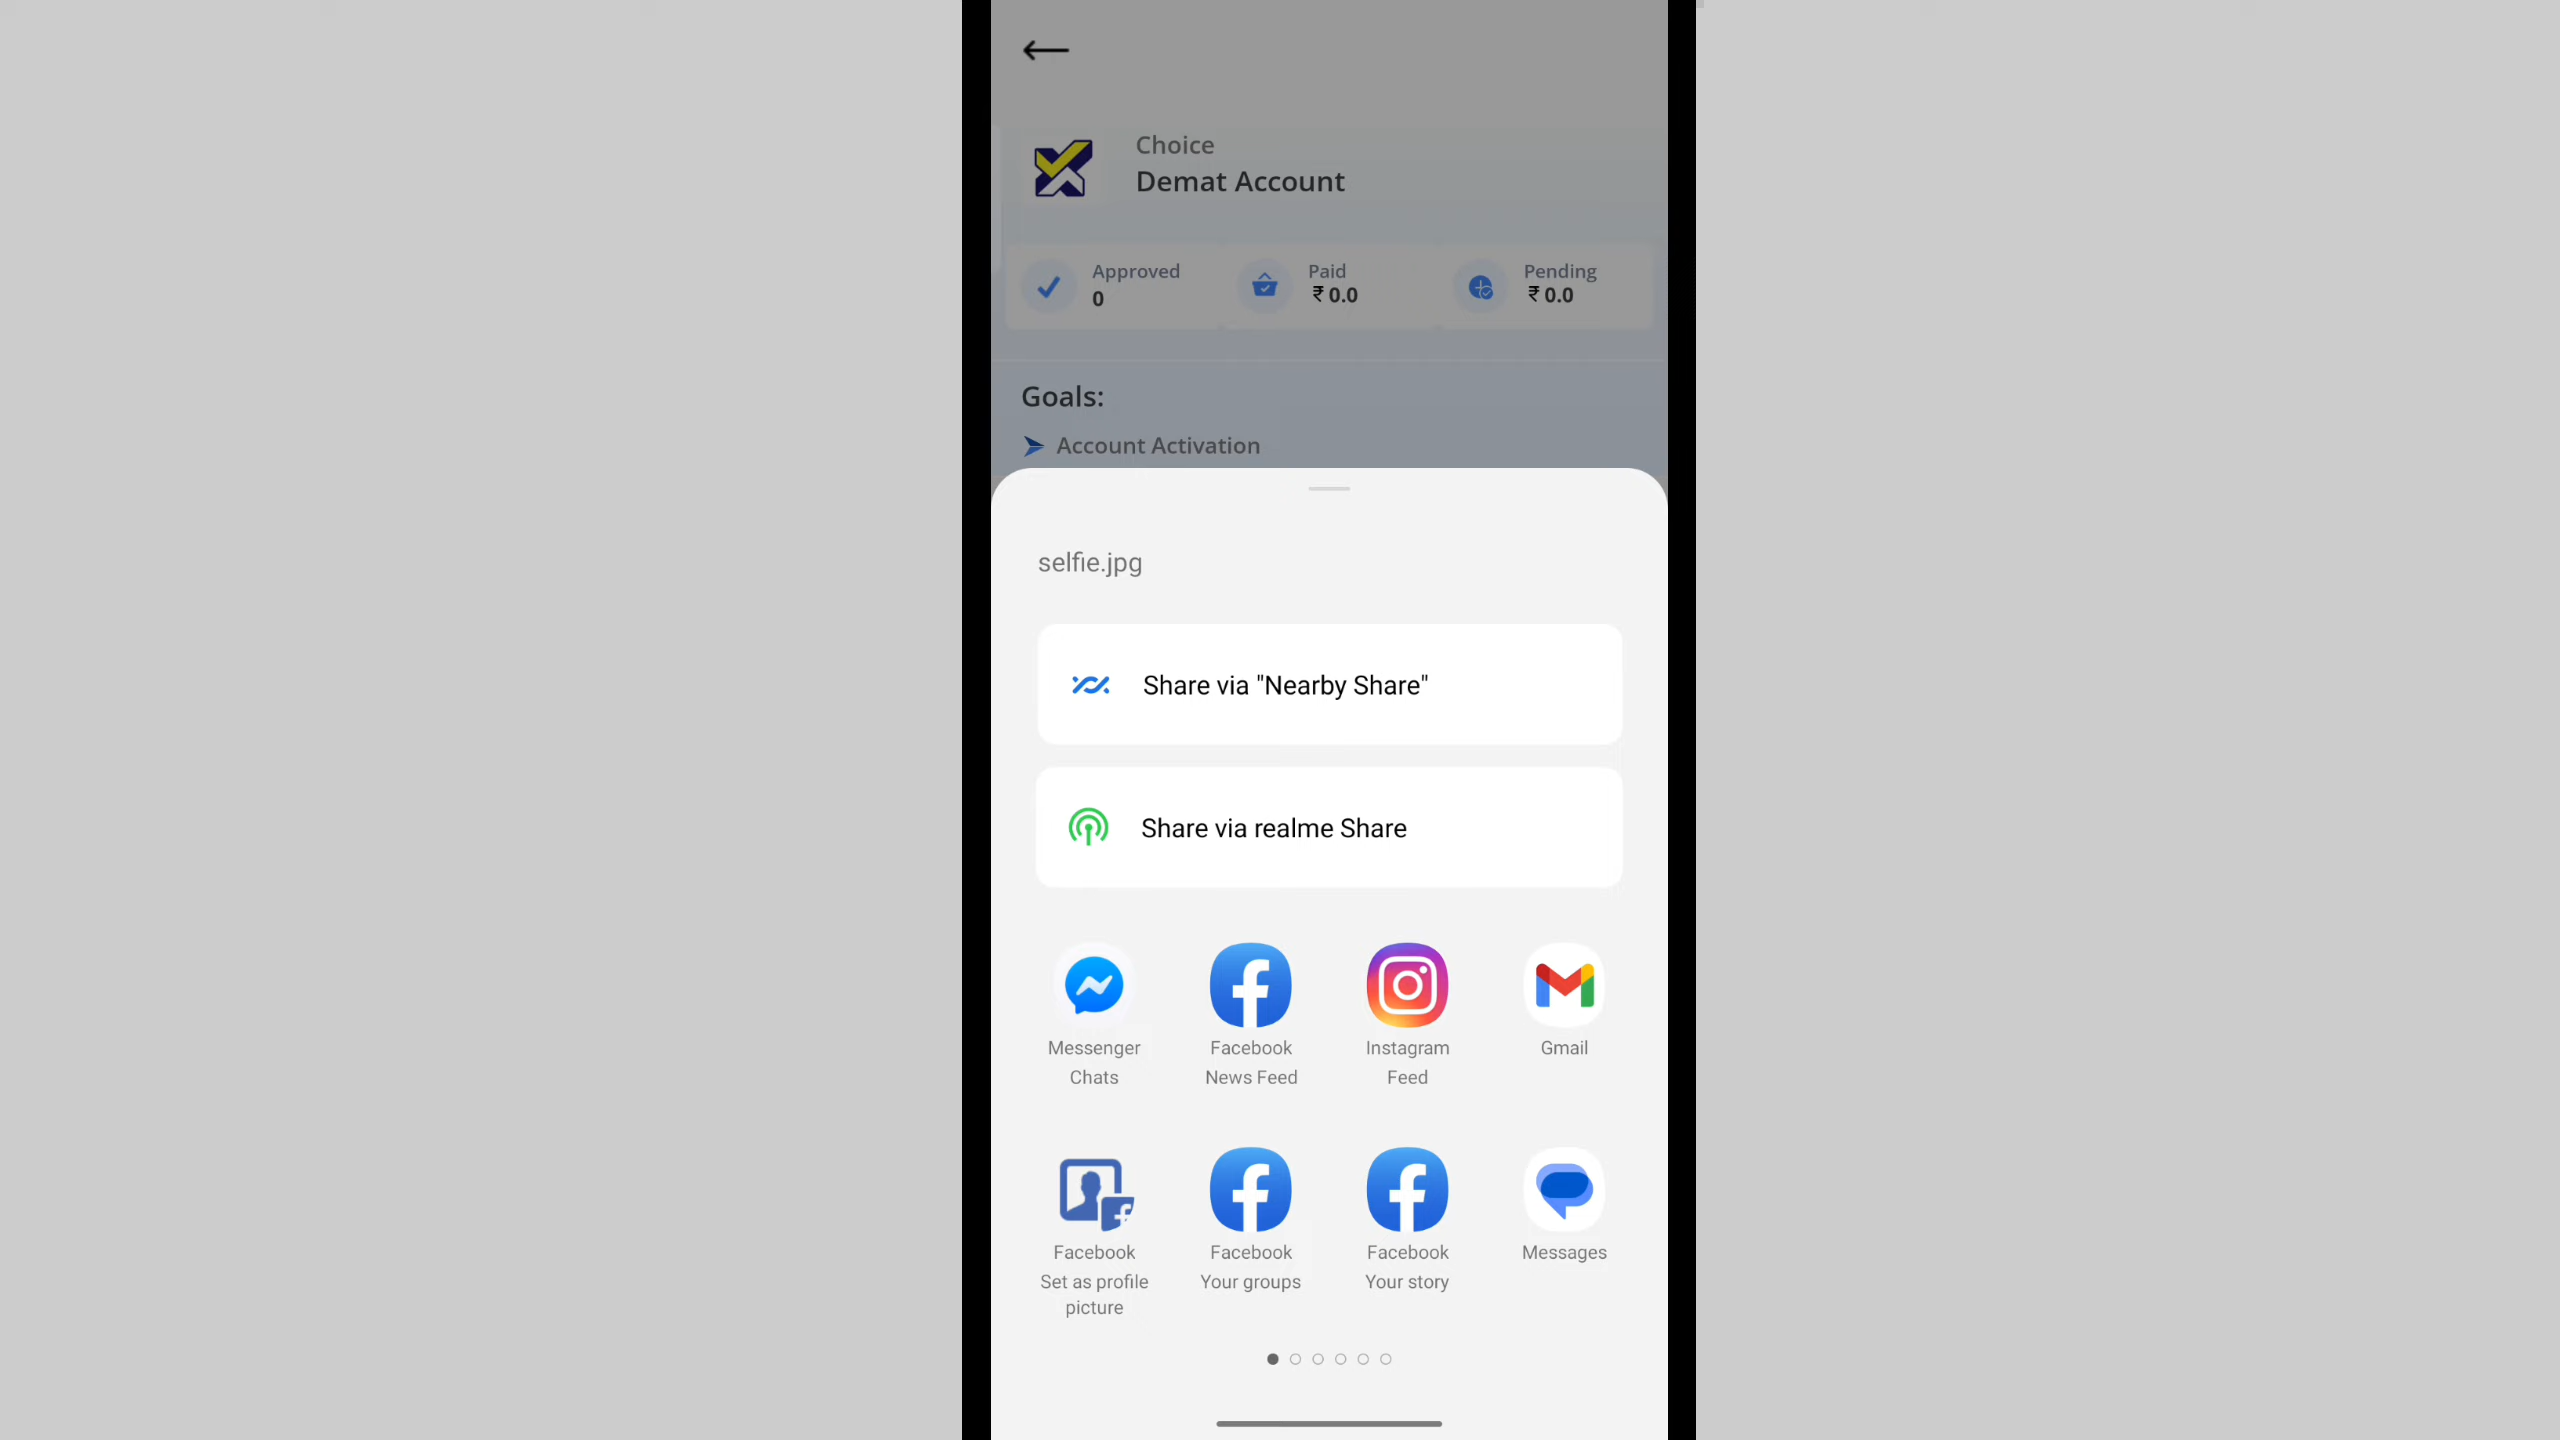 Choice
Demat Account
Approved
0
Paid
₹ 0.0
Pending
₹ 0.0
Goals:
Account Activation
selfie.jpg
Share via "Nearby Share"
Share via realme Share
Messenger
Chats
Facebook
News Feed
Instagram
Feed
Gmail
Facebook
Set as profile
picture
Facebook
Your groups
Facebook
Your story
Messages